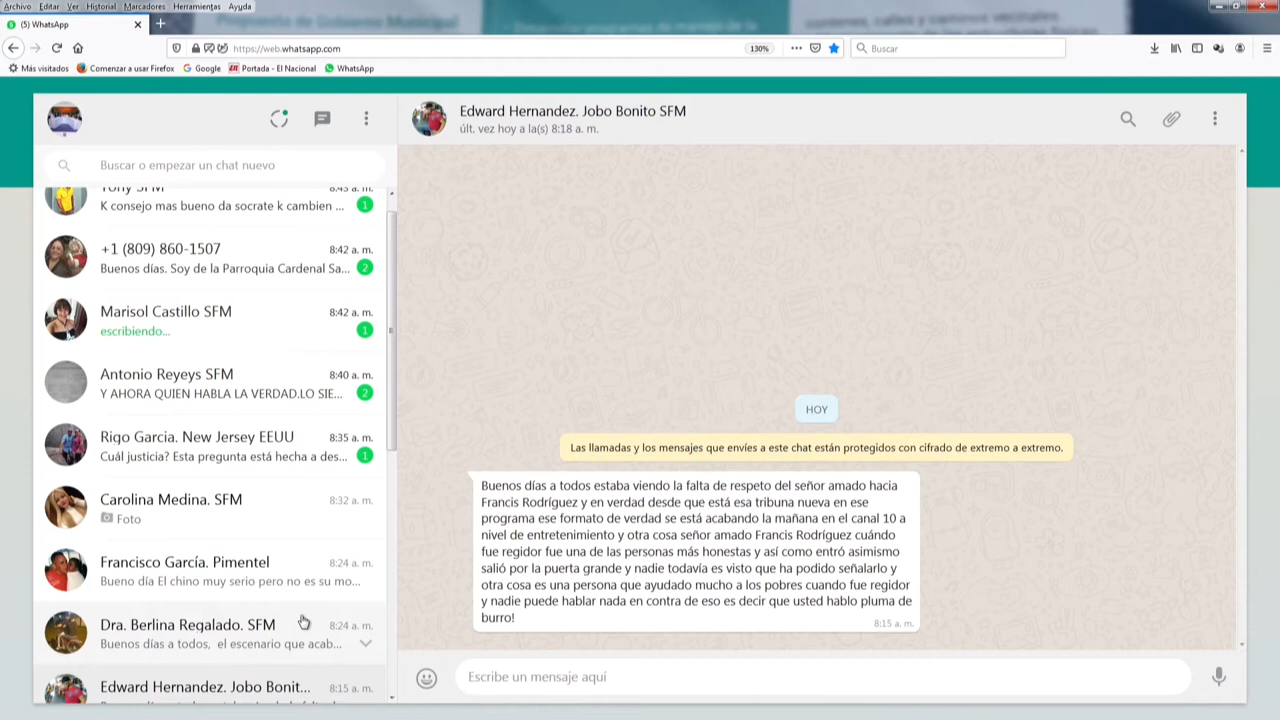 Archivo Editar Ver Historial Marcadores Herramientas Ayuda
(5) WhatsApp
https://web.whatsapp.com
130%
Buscar
Más visitados Comenzar a usar Firefox Google Portada - El Nacional WhatsApp
Edward Hernandez. Jobo Bonito SFM
últ. vez hoy a la(s) 8:18 a. m.
Buscar o empezar un chat nuevo
Tony SFM 8:43 a. m.
K consejo mas bueno da socrate k cambien ... 1
+1 (809) 860-1507 8:42 a. m.
Buenos días. Soy de la Parroquia Cardenal Sa... 2
Marisol Castillo SFM 8:42 a. m.
escribiendo... 1
Antonio Reyeys SFM 8:40 a. m.
Y AHORA QUIEN HABLA LA VERDAD.LO SIE... 2
Rigo Garcia. New Jersey EEUU 8:35 a. m.
Cuál justicia? Esta pregunta está hecha a des... 1
Carolina Medina. SFM 8:32 a. m.
Foto
Francisco García. Pimentel 8:24 a. m.
Bueno día El chino muy serio pero no es su mo...
Dra. Berlina Regalado. SFM 8:24 a. m.
Buenos días a todos, el escenario que acab...
Edward Hernandez. Jobo Bonit... 8:15 a. m.
HOY
Las llamadas y los mensajes que envíes a este chat están protegidos con cifrado de extremo a extremo.
Buenos días a todos estaba viendo la falta de respeto del señor amado hacia
Francis Rodríguez y en verdad desde que está esa tribuna nueva en ese
programa ese formato de verdad se está acabando la mañana en el canal 10 a
nivel de entretenimiento y otra cosa señor amado Francis Rodríguez cuándo
fue regidor fue una de las personas más honestas y así como entró asimismo
salió por la puerta grande y nadie todavía es visto que ha podido señalarlo y
otra cosa es una persona que ayudado mucho a los pobres cuando fue regidor
y nadie puede hablar nada en contra de eso es decir que usted hablo pluma de
burro!
8:15 a. m.
Escribe un mensaje aquí